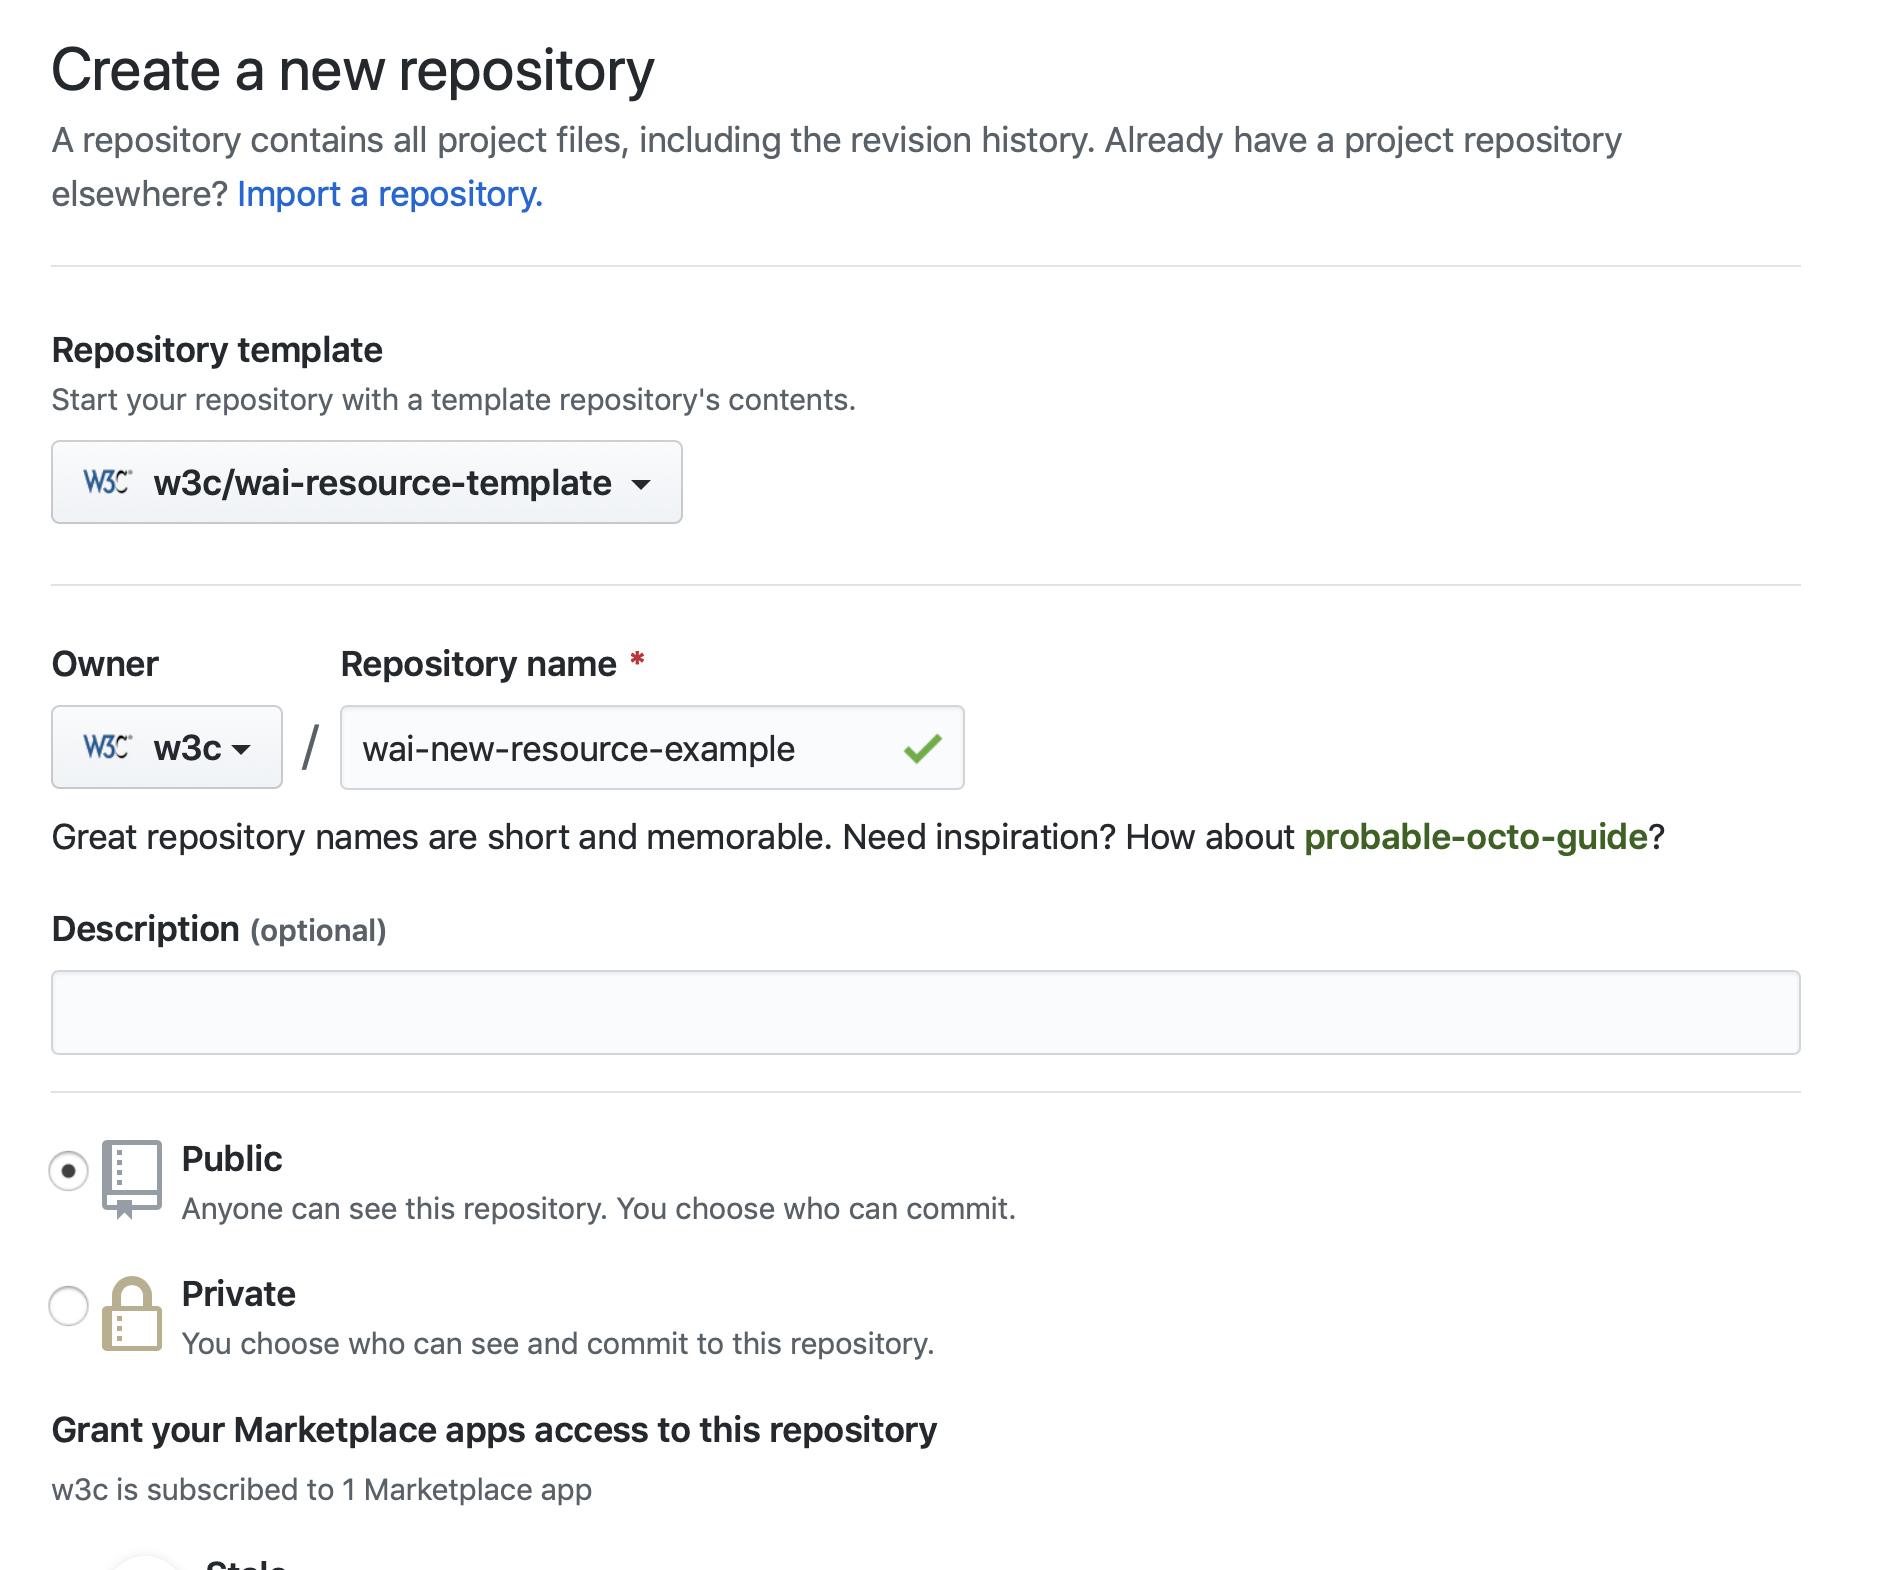 Create a new repository
A repository contains all project files, including the revision history. Already have a project repository
elsewhere? Import a repository.
Repository template
Start your repository with a template repository's contents.
W3C w3c/wai-resource-template
Owner Repository name *
W3C w3c / wai-new-resource-example
Great repository names are short and memorable. Need inspiration? How about probable-octo-guide?
Description (optional)
Public
Anyone can see this repository. You choose who can commit.
Private
You choose who can see and commit to this repository.
Grant your Marketplace apps access to this repository
w3c is subscribed to 1 Marketplace app